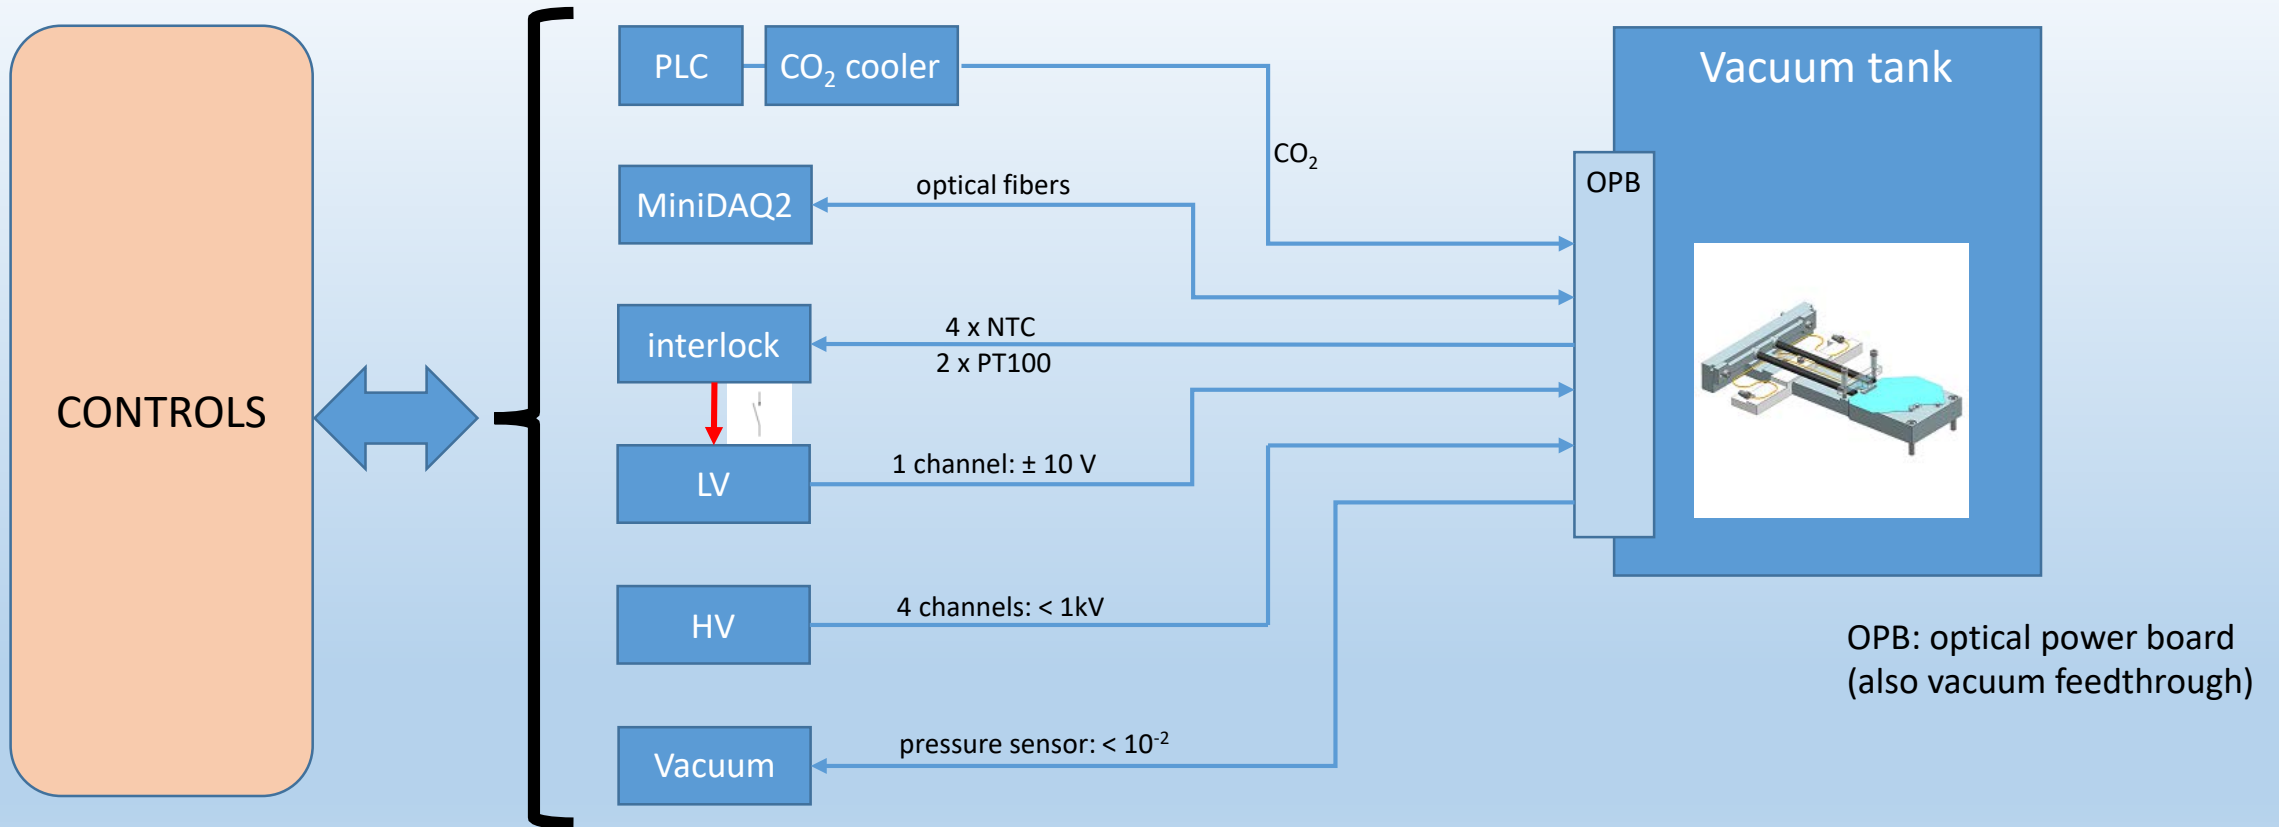 CONTROLS
PLC
CO₂ cooler
CO₂
MiniDAQ2
optical fibers
interlock
4 x NTC
2 x PT100
LV
1 channel: ± 10 V
HV
4 channels: < 1kV
Vacuum
pressure sensor: < 10⁻²
Vacuum tank
OPB
OPB: optical power board
(also vacuum feedthrough)